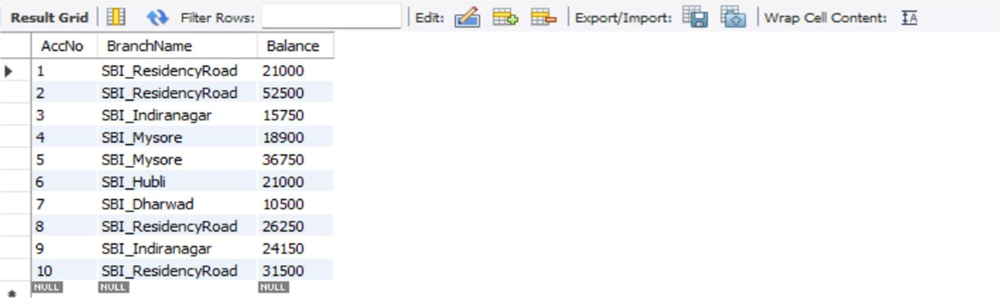 Result Grid Filter Rows: Edit: Export/Import: Wrap Cell Content: IA
AccNo BranchName Balance
1 SBI_ResidencyRoad 21000
2 SBI_ResidencyRoad 52500
3 SBI_Indiranagar 15750
4 SBI_Mysore 18900
5 SBI_Mysore 36750
6 SBI_Hubli 21000
7 SBI_Dharwad 10500
8 SBI_ResidencyRoad 26250
9 SBI_Indiranagar 24150
10 SBI_ResidencyRoad 31500
NULL NULL NULL